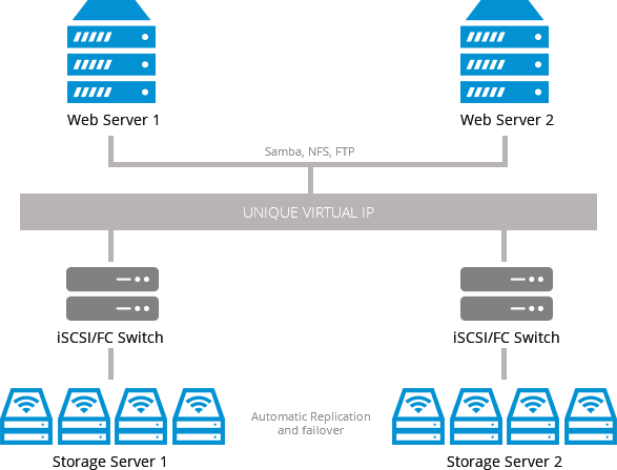 Web Server 1
Web Server 2
Samba, NFS, FTP
UNIQUE VIRTUAL IP
iSCSI/FC Switch
iSCSI/FC Switch
Automatic Replication
and failover
Storage Server 1
Storage Server 2